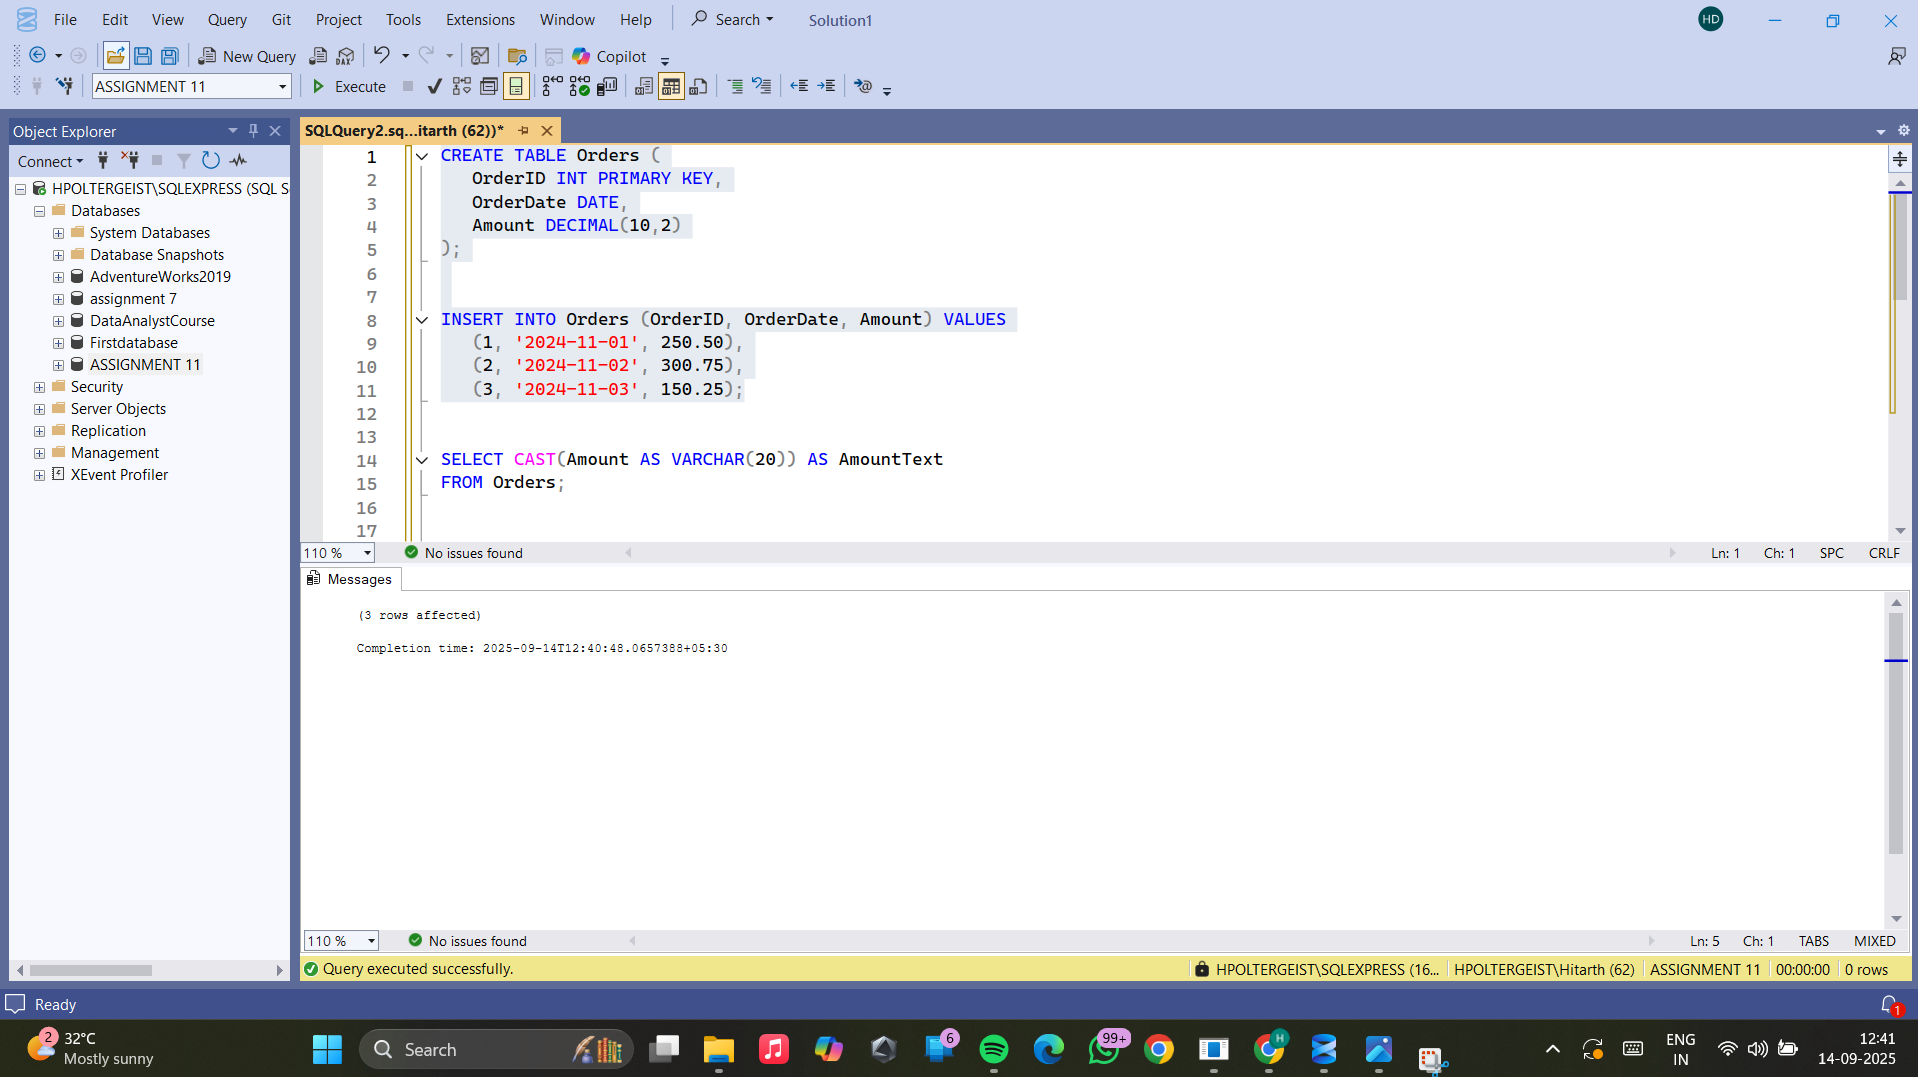 File Edit View Query Git Project Tools Extensions Window Help Search Solution1 HD
New Query DAX Copilot
ASSIGNMENT 11 Execute
Object Explorer
Connect
HPOLTERGEIST\SQLEXPRESS (SQL S
Databases
System Databases
Database Snapshots
AdventureWorks2019
assignment 7
DataAnalystCourse
Firstdatabase
ASSIGNMENT 11
Security
Server Objects
Replication
Management
XEvent Profiler
SQLQuery2.sq...itarth (62))*
1 CREATE TABLE Orders (
2 OrderID INT PRIMARY KEY,
3 OrderDate DATE,
4 Amount DECIMAL(10,2)
5 );
6
7
8 INSERT INTO Orders (OrderID, OrderDate, Amount) VALUES
9 (1, '2024-11-01', 250.50),
10 (2, '2024-11-02', 300.75),
11 (3, '2024-11-03', 150.25);
12
13
14 SELECT CAST(Amount AS VARCHAR(20)) AS AmountText
15 FROM Orders;
16
17
110 % No issues found Ln: 1 Ch: 1 SPC CRLF
Messages
(3 rows affected)
Completion time: 2025-09-14T12:40:48.0657388+05:30
110 % No issues found Ln: 5 Ch: 1 TABS MIXED
Query executed successfully. HPOLTERGEIST\SQLEXPRESS (16... HPOLTERGEIST\Hitarth (62) ASSIGNMENT 11 00:00:00 0 rows
Ready 1
2 32°C
Mostly sunny
Search
6
99+
H
ENG
IN
12:41
14-09-2025